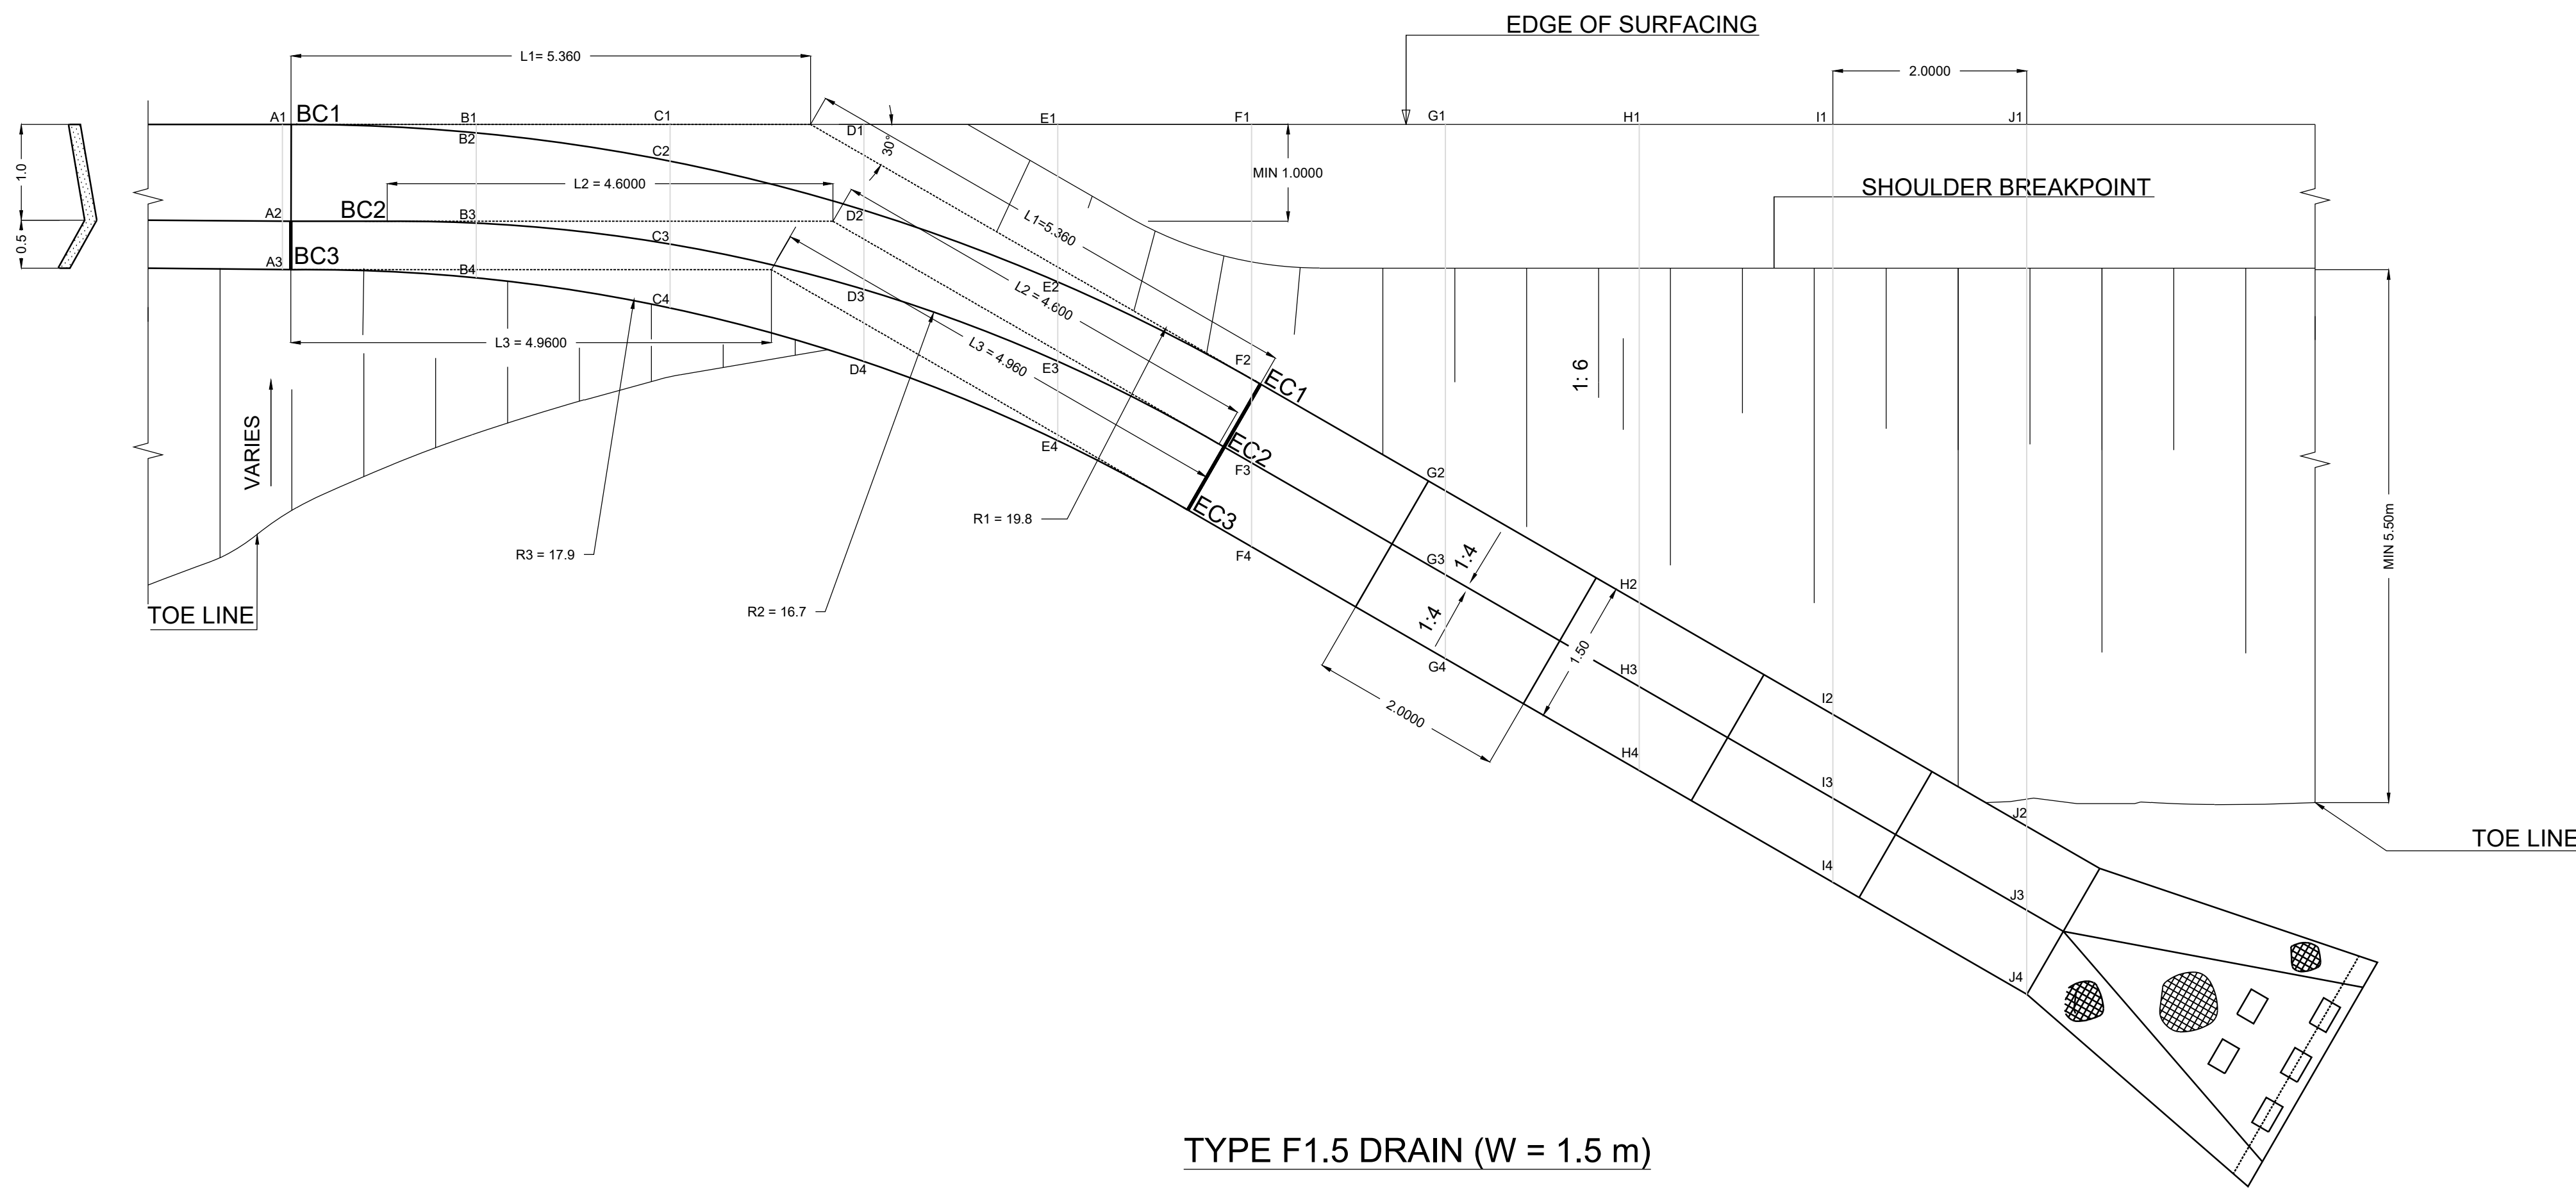 EDGE OF SURFACING
L1= 5.360
2.0000
A1 BC1 B1 C1 D1 E1 F1 G1 H1 I1 J1
B2 C2
30°
1.0
MIN 1.0000
L2 = 4.6000
SHOULDER BREAKPOINT
A2 BC2 B3 D2
L1=5.360
0.5
C3
A3 BC3 B4
E2
L2 = 4.600
C4 D3
L3 = 4.9600
L3 = 4.960
F2
D4 E3
EC1
1: 6
VARIES
E4
EC2
F3
G2
EC3
R1 = 19.8
MIN 5.50m
R3 = 17.9
F4
G3
1:4
H2
R2 = 16.7
1:4
TOE LINE
1.50
G4
H3
2.0000
I2
H4
I3
J2
TOE LINE
I4
J3
J4
TYPE F1.5 DRAIN (W = 1.5 m)